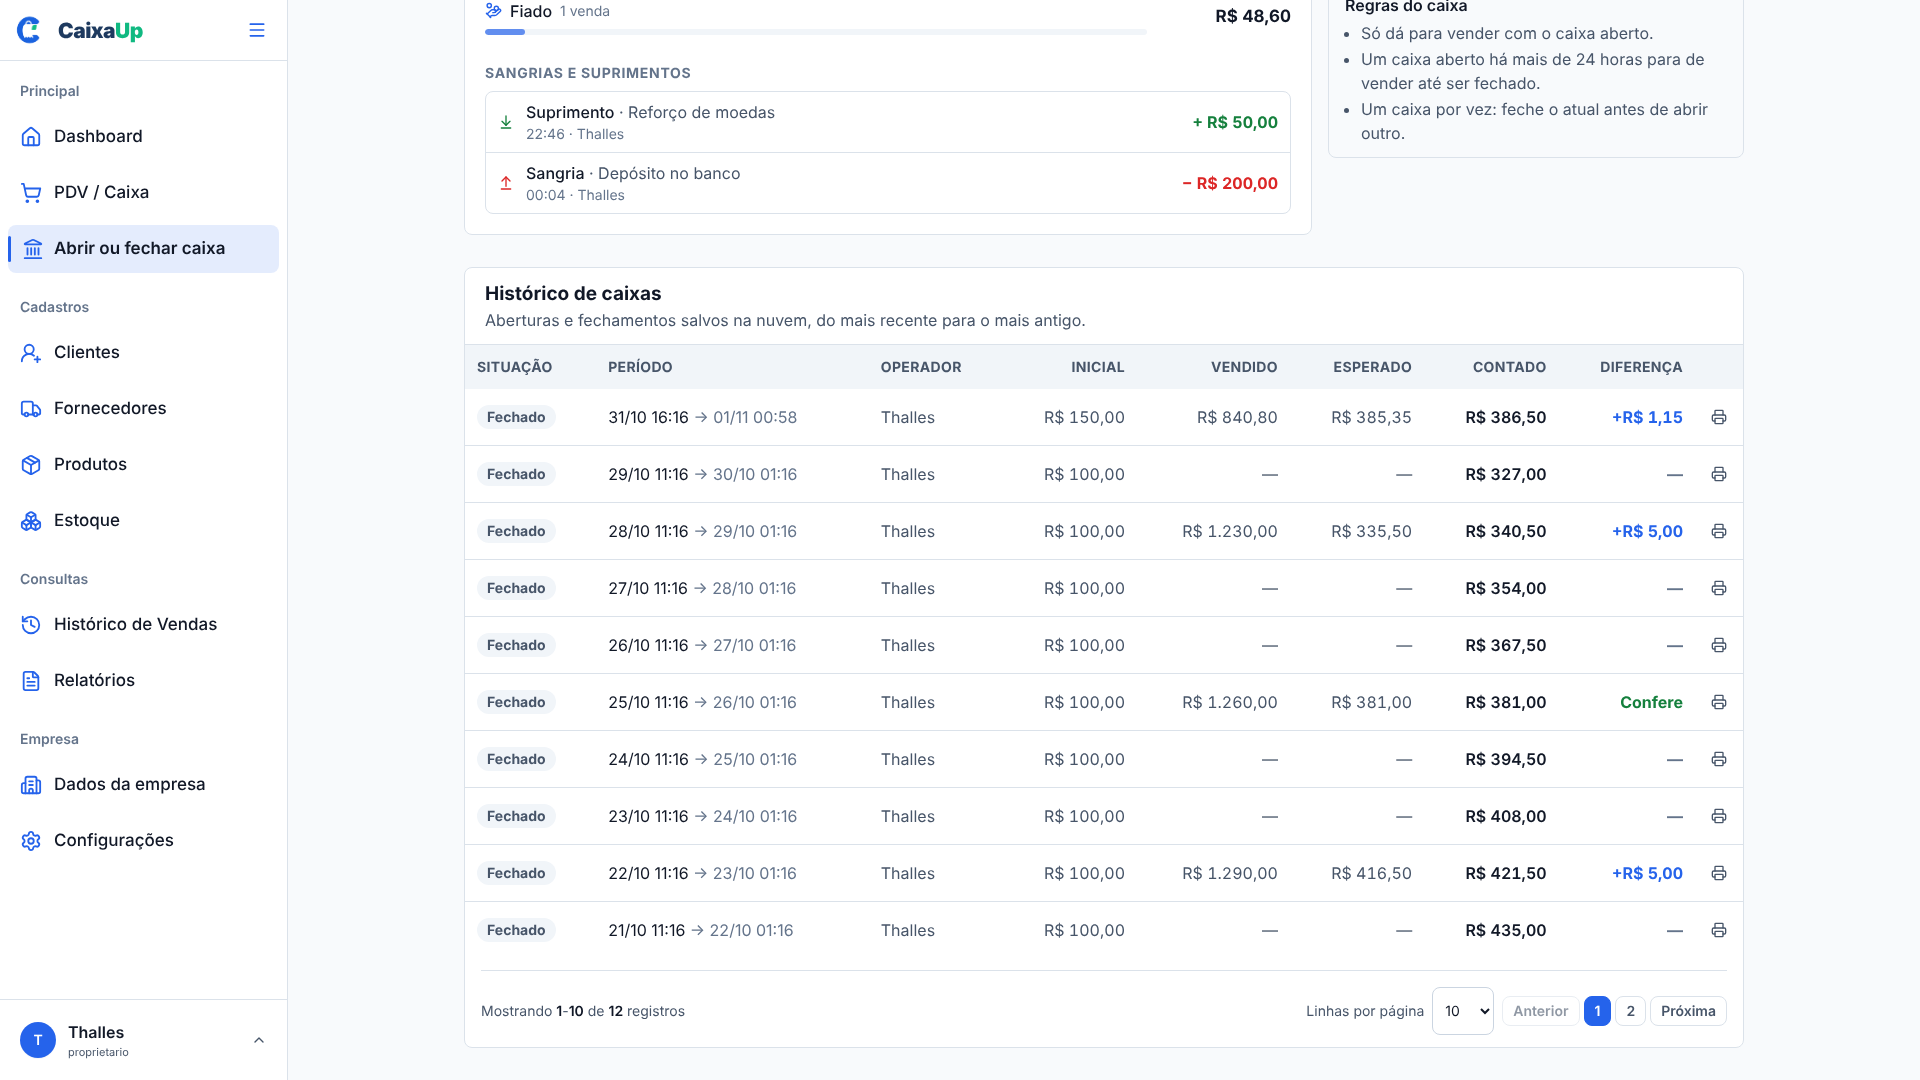 CaixaUp
Principal
Dashboard
PDV / Caixa
Abrir ou fechar caixa
Cadastros
Clientes
Fornecedores
Produtos
Estoque
Consultas
Histórico de Vendas
Relatórios
Empresa
Dados da empresa
Configurações
T
Thalles
proprietario
Fiado 1 venda R$ 48,60
SANGRIAS E SUPRIMENTOS
Suprimento · Reforço de moedas
22:46 · Thalles
+ R$ 50,00
Sangria · Depósito no banco
00:04 · Thalles
− R$ 200,00
Regras do caixa
• Só dá para vender com o caixa aberto.
• Um caixa aberto há mais de 24 horas para de
vender até ser fechado.
• Um caixa por vez: feche o atual antes de abrir
outro.
Histórico de caixas
Aberturas e fechamentos salvos na nuvem, do mais recente para o mais antigo.
SITUAÇÃO PERÍODO OPERADOR INICIAL VENDIDO ESPERADO CONTADO DIFERENÇA
Fechado 31/10 16:16 → 01/11 00:58 Thalles R$ 150,00 R$ 840,80 R$ 385,35 R$ 386,50 +R$ 1,15
Fechado 29/10 11:16 → 30/10 01:16 Thalles R$ 100,00 — — R$ 327,00 —
Fechado 28/10 11:16 → 29/10 01:16 Thalles R$ 100,00 R$ 1.230,00 R$ 335,50 R$ 340,50 +R$ 5,00
Fechado 27/10 11:16 → 28/10 01:16 Thalles R$ 100,00 — — R$ 354,00 —
Fechado 26/10 11:16 → 27/10 01:16 Thalles R$ 100,00 — — R$ 367,50 —
Fechado 25/10 11:16 → 26/10 01:16 Thalles R$ 100,00 R$ 1.260,00 R$ 381,00 R$ 381,00 Confere
Fechado 24/10 11:16 → 25/10 01:16 Thalles R$ 100,00 — — R$ 394,50 —
Fechado 23/10 11:16 → 24/10 01:16 Thalles R$ 100,00 — — R$ 408,00 —
Fechado 22/10 11:16 → 23/10 01:16 Thalles R$ 100,00 R$ 1.290,00 R$ 416,50 R$ 421,50 +R$ 5,00
Fechado 21/10 11:16 → 22/10 01:16 Thalles R$ 100,00 — — R$ 435,00 —
Mostrando 1-10 de 12 registros
Linhas por página 10 Anterior 1 2 Próxima